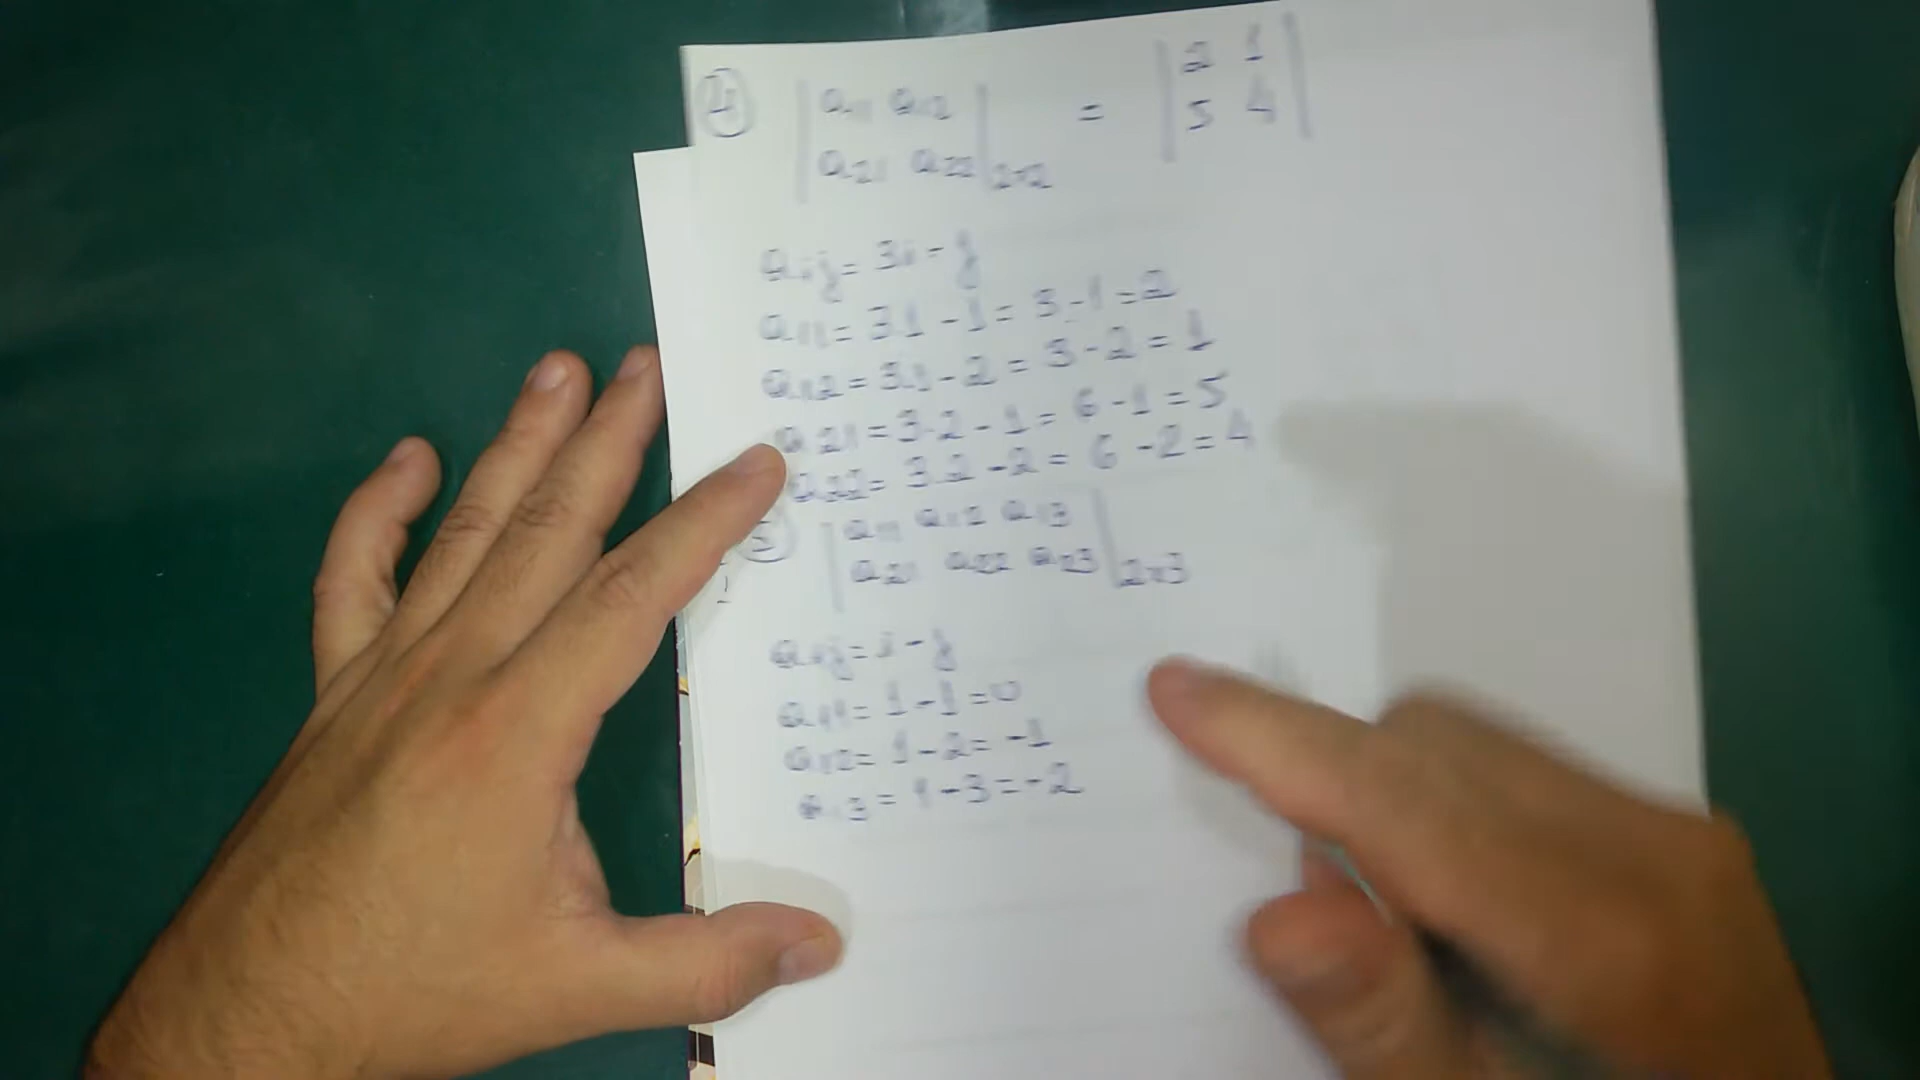 4 | a11 a12 | = | 2 1 |
| a21 a22 | 2x2 | 5 4 |
aij = 3i - j
a11 = 3.1 - 1 = 3 - 1 = 2
a12 = 3.1 - 2 = 3 - 2 = 1
a21 = 3.2 - 1 = 6 - 1 = 5
a22 = 3.2 - 2 = 6 - 2 = 4
5 | a11 a12 a13 |
| a21 a22 a23 | 2x3
aij = i - j
a11 = 1 - 1 = 0
a12 = 1 - 2 = -1
a13 = 1 - 3 = -2